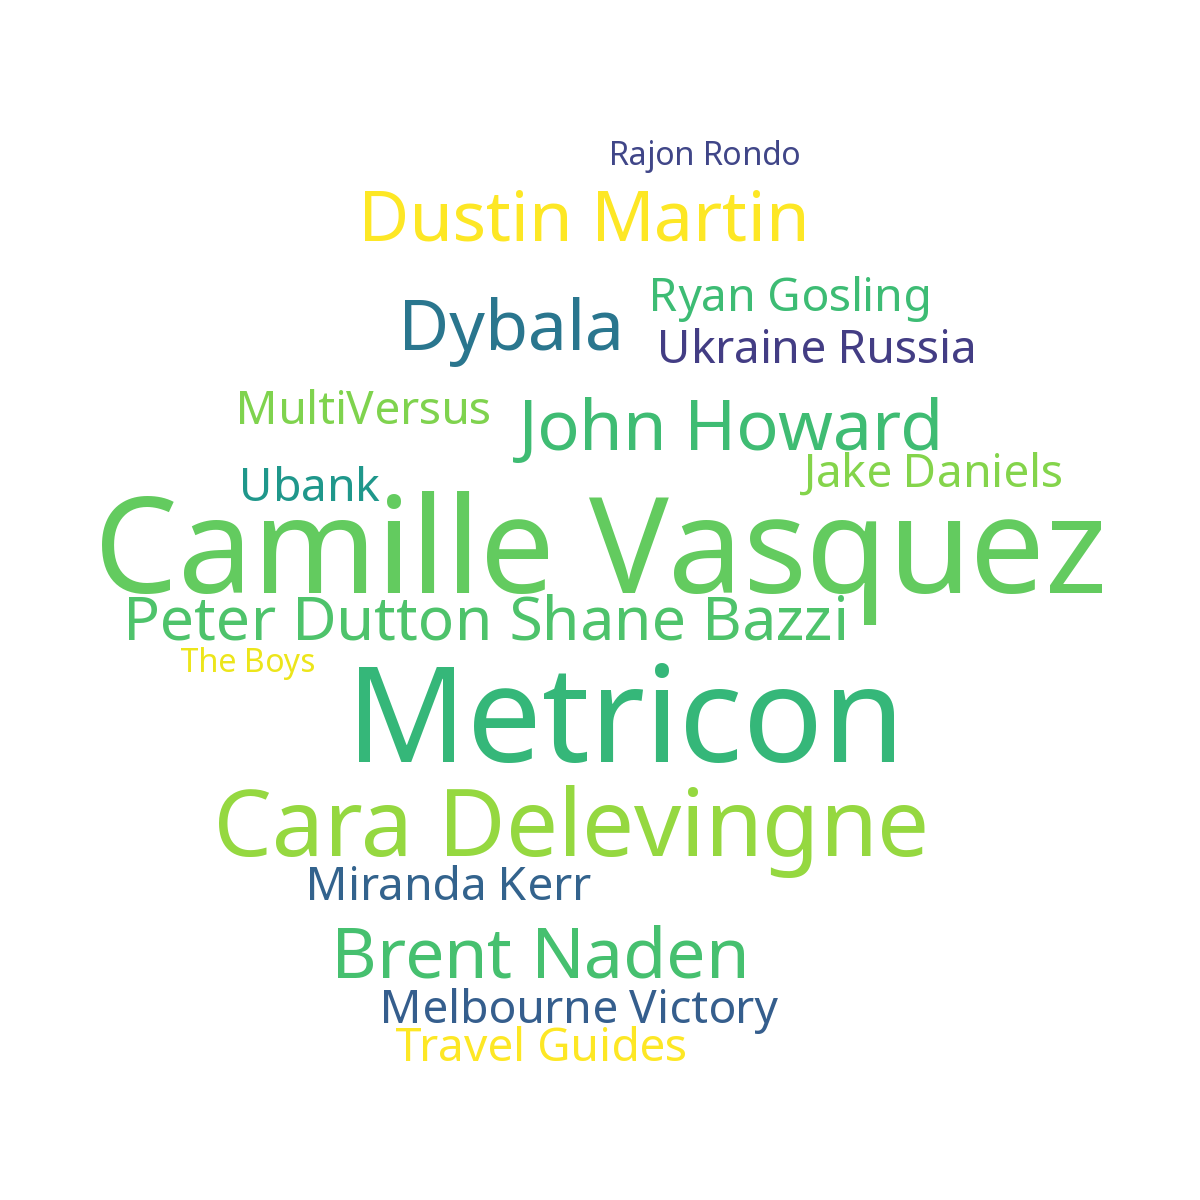 Rajon Rondo
Dustin Martin
Ryan Gosling
Dybala
Ukraine Russia
MultiVersus
John Howard
Jake Daniels
Ubank
Camille Vasquez
Peter Dutton Shane Bazzi
The Boys
Metricon
Cara Delevingne
Miranda Kerr
Brent Naden
Melbourne Victory
Travel Guides